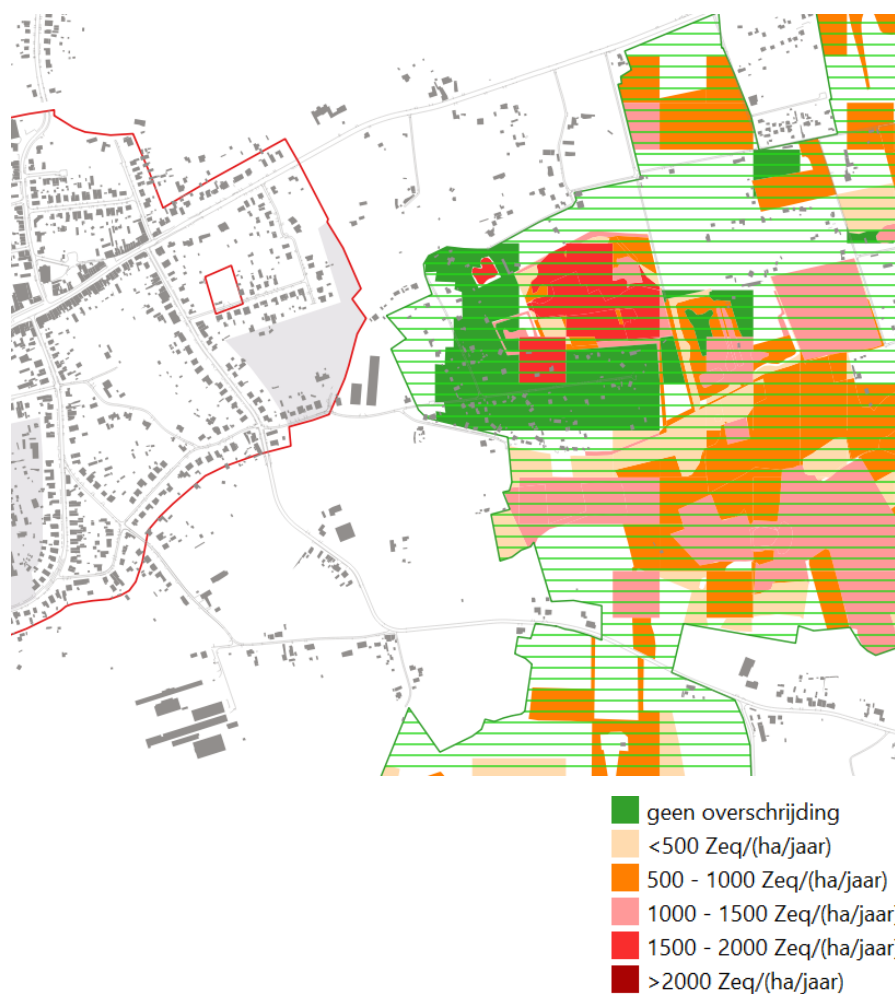 geen overschrijding
<500 Zeq/(ha/jaar)
500 - 1000 Zeq/(ha/jaar)
1000 - 1500 Zeq/(ha/jaar)
1500 - 2000 Zeq/(ha/jaar)
>2000 Zeq/(ha/jaar)